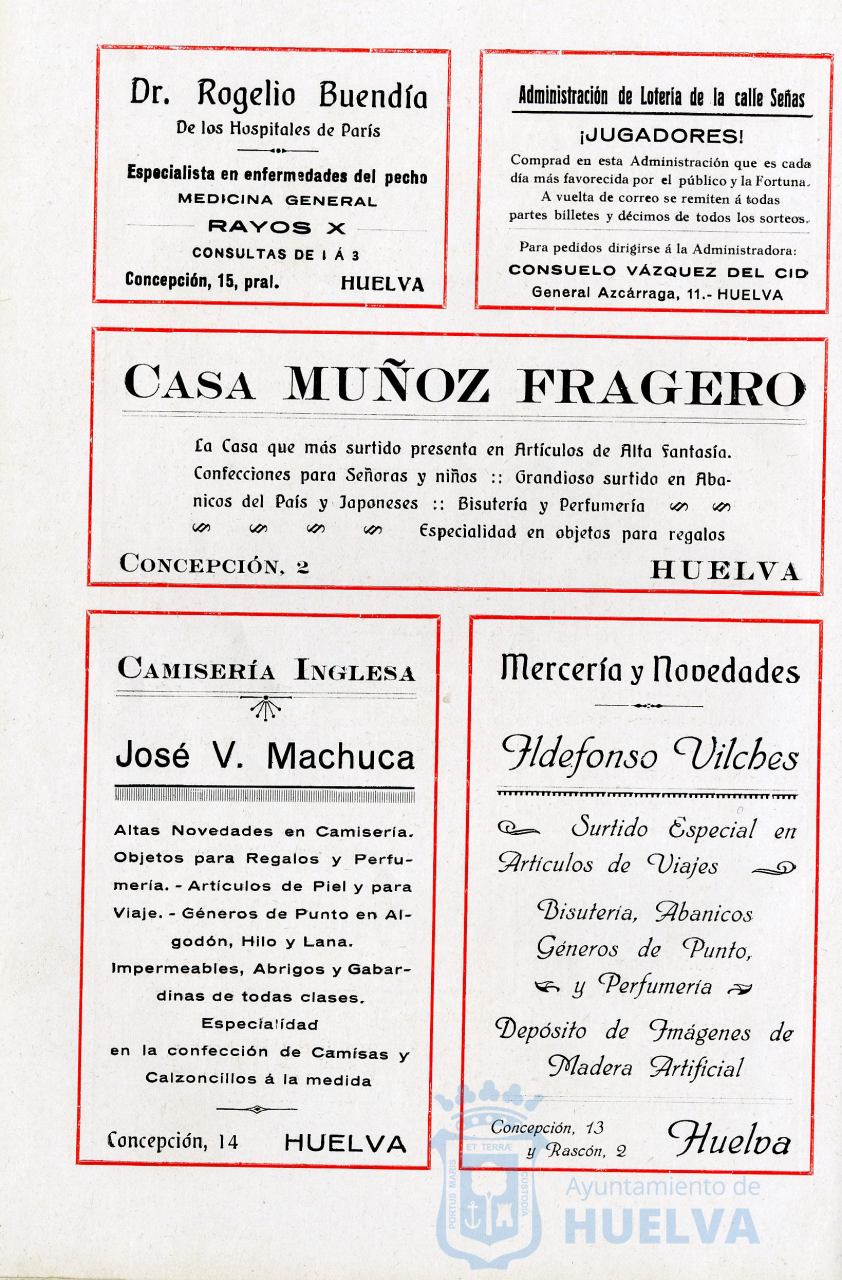 Dr. Rogelio Buendía
De los Hospitales de París
Especialista en enfermedades del pecho
MEDICINA GENERAL
RAYOS X
CONSULTAS DE 1 Á 3
Concepción, 15, pral. HUELVA
Administración de Lotería de la calle Señas
¡JUGADORES!
Comprad en esta Administración que es cada
día más favorecida por el público y la Fortuna.
A vuelta de correo se remiten á todas
partes billetes y décimos de todos los sorteos.
Para pedidos dirigirse á la Administradora:
CONSUELO VÁZQUEZ DEL CID
General Azcárraga, 11.- HUELVA
CASA MUÑOZ FRAGERO
La Casa que más surtido presenta en Artículos de Alta Fantasía.
Confecciones para Señoras y niños :: Grandioso surtido en Aba-
nicos del País y Japoneses :: Bisutería y Perfumería
Especialidad en objetos para regalos
CONCEPCIÓN, 2 HUELVA
CAMISERÍA INGLESA
José V. Machuca
Altas Novedades en Camisería.
Objetos para Regalos y Perfu-
mería. - Artículos de Piel y para
Viaje. - Géneros de Punto en Al-
godón, Hilo y Lana.
Impermeables, Abrigos y Gabar-
dinas de todas clases.
Especialidad
en la confección de Camisas y
Calzoncillos á la medida
Concepción, 14 HUELVA
Mercería y Novedades
Ildefonso Vilches
Surtido Especial en
Artículos de Viajes
Bisutería, Abanicos
Géneros de Punto,
y Perfumería
Depósito de Imágenes de
Madera Artificial
Concepción, 13
y Rascón, 2 Huelva
PORTUS MARIS ET TERRÆ CUSTODIA
Ayuntamiento de
HUELVA